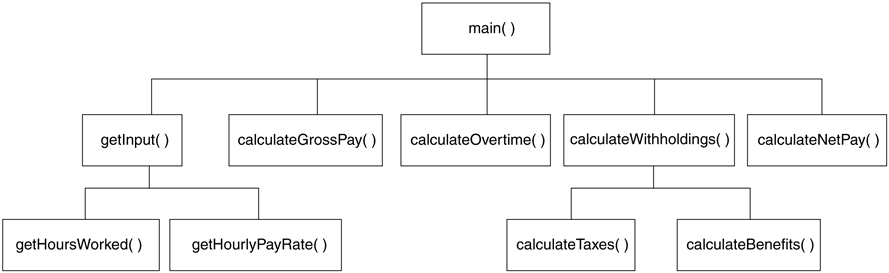 main( )
getInput( )
calculateGrossPay( )
calculateOvertime( )
calculateWithholdings( )
calculateNetPay( )
getHoursWorked( )
getHourlyPayRate( )
calculateTaxes( )
calculateBenefits( )